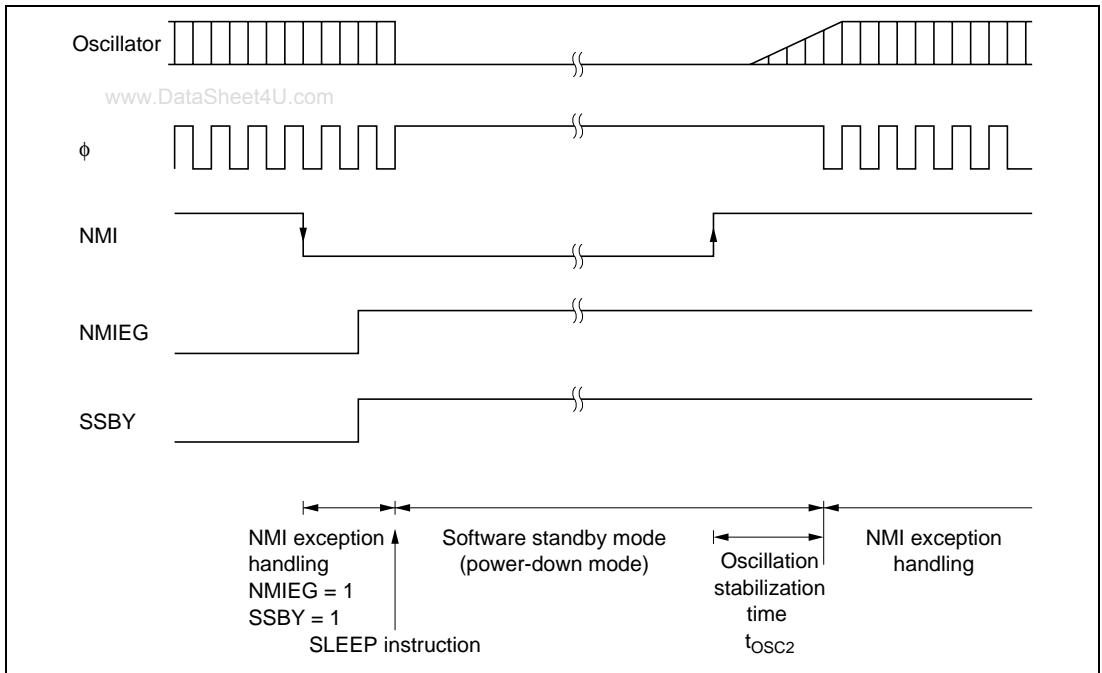 Oscillator
www.DataSheet4U.com
ϕ
NMI
NMIEG
SSBY
NMI exception
handling
NMIEG = 1
SSBY = 1
SLEEP instruction
Software standby mode
(power-down mode)
Oscillation
stabilization
time
tOSC2
NMI exception
handling